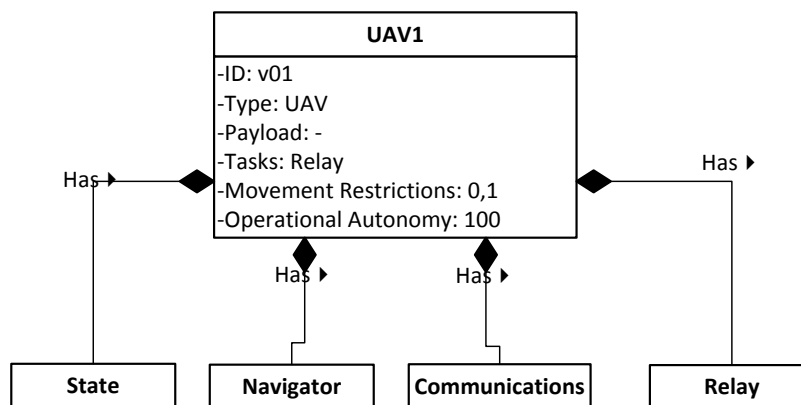 UAV1
-ID: v01
-Type: UAV
-Payload: -
-Tasks: Relay
-Movement Restrictions: 0,1
-Operational Autonomy: 100
Has
Has
Has
Has
State
Navigator
Communications
Relay